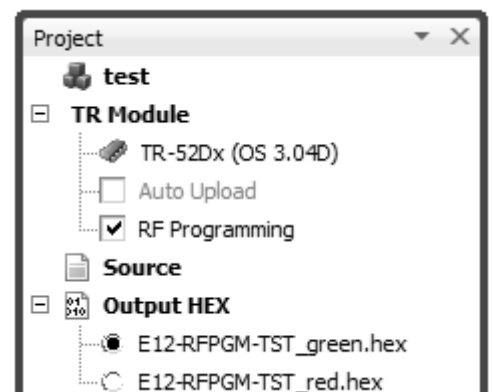 Project
test
TR Module
TR-52Dx (OS 3.04D)
Auto Upload
RF Programming
Source
Output HEX
E12-RFPGM-TST_green.hex
E12-RFPGM-TST_red.hex